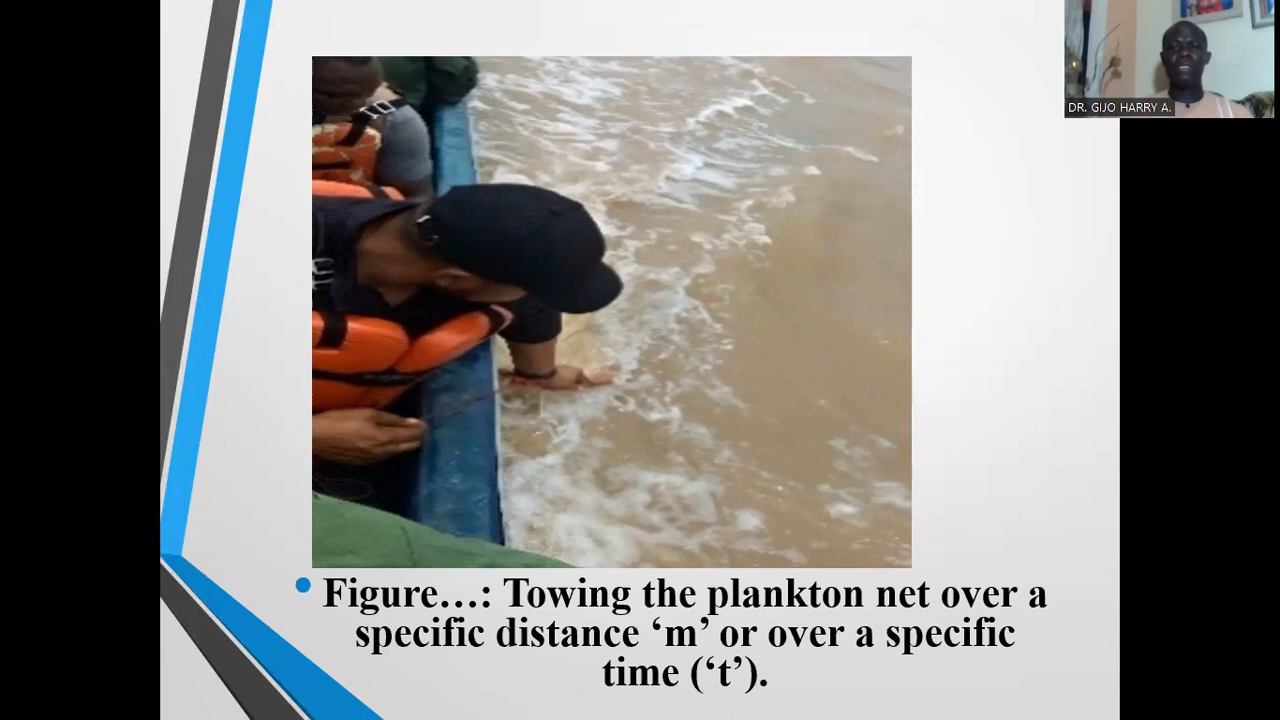 DR. GIJO HARRY A.
Figure…: Towing the plankton net over a
specific distance ‘m’ or over a specific
time (‘t’).